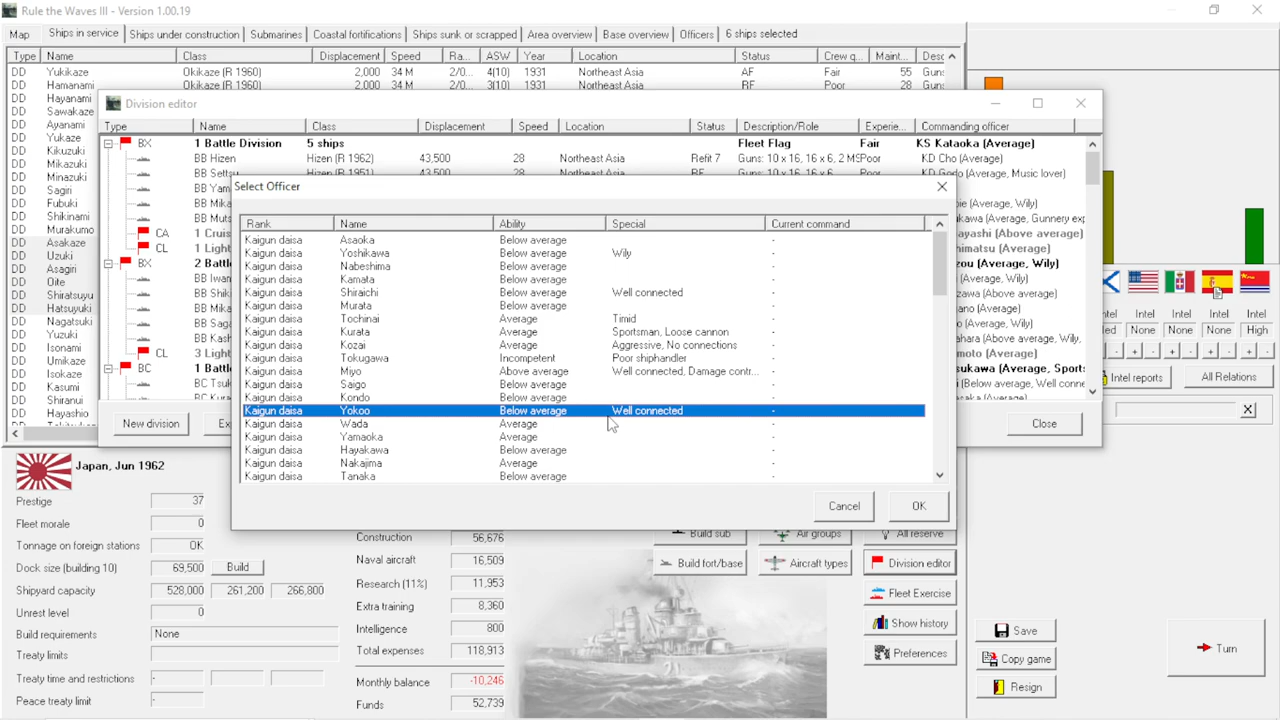 Rule the Waves III - Version 1.00.19
Map Ships in service Ships under construction Submarines Coastal fortifications Ships sunk or scrapped Area overview Base overview Officers 6 ships selected
Type Name Class Displacement Speed Ra... ASW Year Location Status Crew q... Maint...
DD Yukikaze Okikaze (R 1960) 2,000 34 M 2/0... 4(10) 1931 Northeast Asia AF Fair 55 Guns
DD Hamanami Okikaze (R 1960) 2,000 34 M 2/0... 4(10) 1931 Northeast Asia RF Poor 28 Guns
DD Hayanami
DD Sawakaze
DD Ayanami
DD Yukaze
DD Kikuzuki
DD Mikazuki
DD Minazuki
DD Sagiri
DD Fubuki
DD Shikinami
DD Murakumo
DD Asakaze
DD Uzuki
DD Asagiri
DD Oite
DD Shiratsuyu
DD Hatsuyuki
DD Nagatsuki
DD Yuzuki
DD Isonami
DD Umikaze
DD Isokaze
DD Kasumi
DD Shiranui
DD Hayashio
Division editor
Type Name Class Displacement Speed Location Status Description/Role Experie... Commanding officer
BX 1 Battle Division 5 ships Fleet Flag Fair KS Kataoka (Average)
BB Hizen Hizen (R 1962) 43,500 28 Northeast Asia Refit 7 Guns: 10 x 16, 16 x 6, 2 MS Poor KD Cho (Average)
BB Settsu Hizen (R 1951) 43,500 28 Northeast Asia RF Guns: 10 x 16, 16 x 6 Poor KD Godo (Average, Music lover)
BB Yam
BB Mika
BB Muts
CA 1 Cruis
CL 1 Light
BX 2 Battl
BB Iwan
BB Shik
BB Mika
BB Saga
BB Kash
CL 3 Light
BC 1 Battl
BC Tsuk
bie (Average, Wily)
ukawa (Average, Gunnery exp
ayashi (Above average)
himatsu (Average)
zou (Average, Wily)
(Average, Wily)
zawa (Above average)
ano (Average)
u (Average)
ahara (Above average, Wily,
moto (Average)
sukawa (Average, Sports
i (Below average, Well conne
New division
Close
Select Officer
Rank Name Ability Special Current command
Kaigun daisa Asaoka Below average -
Kaigun daisa Yoshikawa Below average Wily -
Kaigun daisa Nabeshima Below average -
Kaigun daisa Kamata Below average -
Kaigun daisa Shiraichi Below average Well connected -
Kaigun daisa Murata Below average -
Kaigun daisa Tochinai Average Timid -
Kaigun daisa Kurata Average Sportsman, Loose cannon -
Kaigun daisa Kozai Average Aggressive, No connections -
Kaigun daisa Tokugawa Incompetent Poor shiphandler -
Kaigun daisa Miyo Above average Well connected, Damage contr... -
Kaigun daisa Saigo Below average -
Kaigun daisa Kondo Below average -
Kaigun daisa Yokoo Below average Well connected -
Kaigun daisa Wada Average -
Kaigun daisa Yamaoka Average -
Kaigun daisa Hayakawa Below average -
Kaigun daisa Nakajima Average -
Kaigun daisa Tanaka Below average -
Cancel OK
Intel Intel Intel Intel Intel
None None None High
Intel reports All Relations
Japan, Jun 1962
Prestige 37
Fleet morale 0
Tonnage on foreign stations OK
Dock size (building 10) 69,500 Build
Shipyard capacity 528,000 261,200 266,800
Unrest level 0
Build requirements None
Treaty limits
Treaty time and restrictions -
Peace treaty limit -
Construction 56,676
Naval aircraft 16,509
Research (11%) 11,953
Extra training 8,360
Intelligence 800
Total expenses 118,913
Monthly balance -10,246
Funds 52,739
Build sub Air groups All reserve
Build fort/base Aircraft types Division editor
Fleet Exercise
Show history
Preferences
Save
Copy game
Resign
Turn